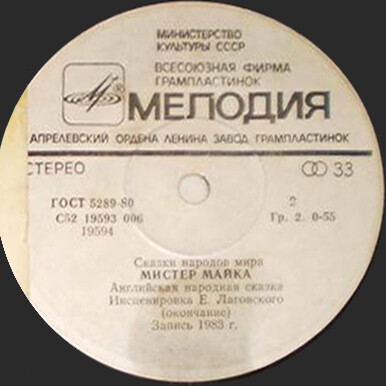 МИНИСТЕРСТВО
КУЛЬТУРЫ СССР
ВСЕСОЮЗНАЯ ФИРМА
ГРАМПЛАСТИНОК
МЕЛОДИЯ
АПРЕЛЕВСКИЙ ОРДЕНА ЛЕНИНА ЗАВОД ГРАМПЛАСТИНОК
СТЕРЕО 33
ГОСТ 5289-80 2
С52 19593 006 Гр. 2. 0-55
19594
Сказки народов мира
МИСТЕР МАЙКА
Английская народная сказка
Инсценировка Е. Лаговского
(окончание)
Запись 1983 г.